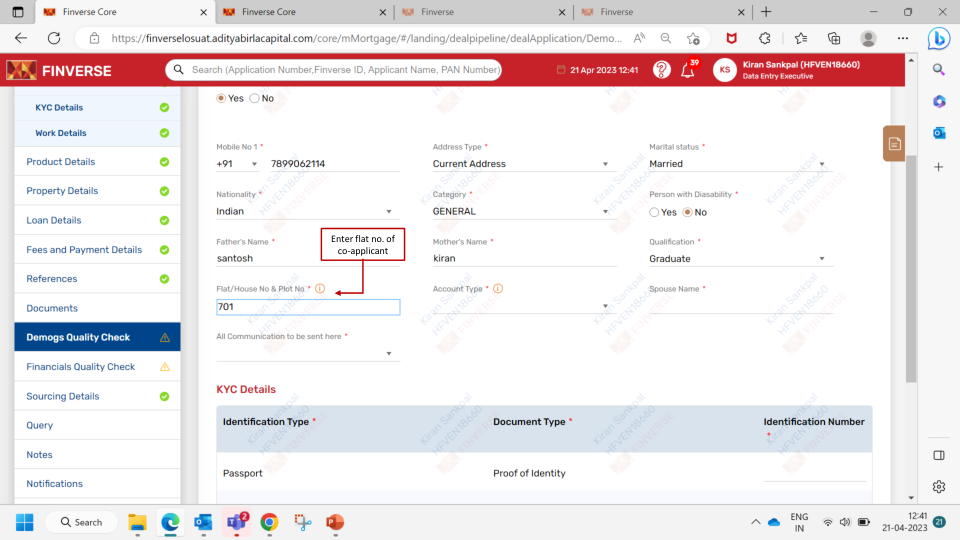 Finverse Core
Finverse Core
Finverse
Finverse
https://finverselosuat.adityabirlacapital.com/core/mMortgage/#/landing/dealpipeline/dealApplication/Demo...
FINVERSE
Search (Application Number,Finverse ID, Applicant Name, PAN Number)
21 Apr 2023 12:41
39
KS
Kiran Sankpal (HFVEN18660)
Data Entry Executive
KYC Details
Work Details
Product Details
Property Details
Loan Details
Fees and Payment Details
References
Documents
Demogs Quality Check
Financials Quality Check
Sourcing Details
Query
Notes
Notifications
Yes No
Mobile No 1 *
+91 7899062114
Address Type *
Current Address
Marital status *
Married
Nationality *
Indian
Category *
GENERAL
Person with Diasability *
Yes No
Father's Name *
santosh
Enter flat no. of
co-applicant
Mother's Name *
kiran
Qualification *
Graduate
Flat/House No & Plot No *
701
Account Type *
Spouse Name *
All Communication to be sent here *
KYC Details
Identification Type *
Document Type *
Identification Number
*
Passport
Proof of Identity
Kiran Sankpal
HFVEN18660
FINVERSE
Search
2
ENG
IN
12:41
21-04-2023
21